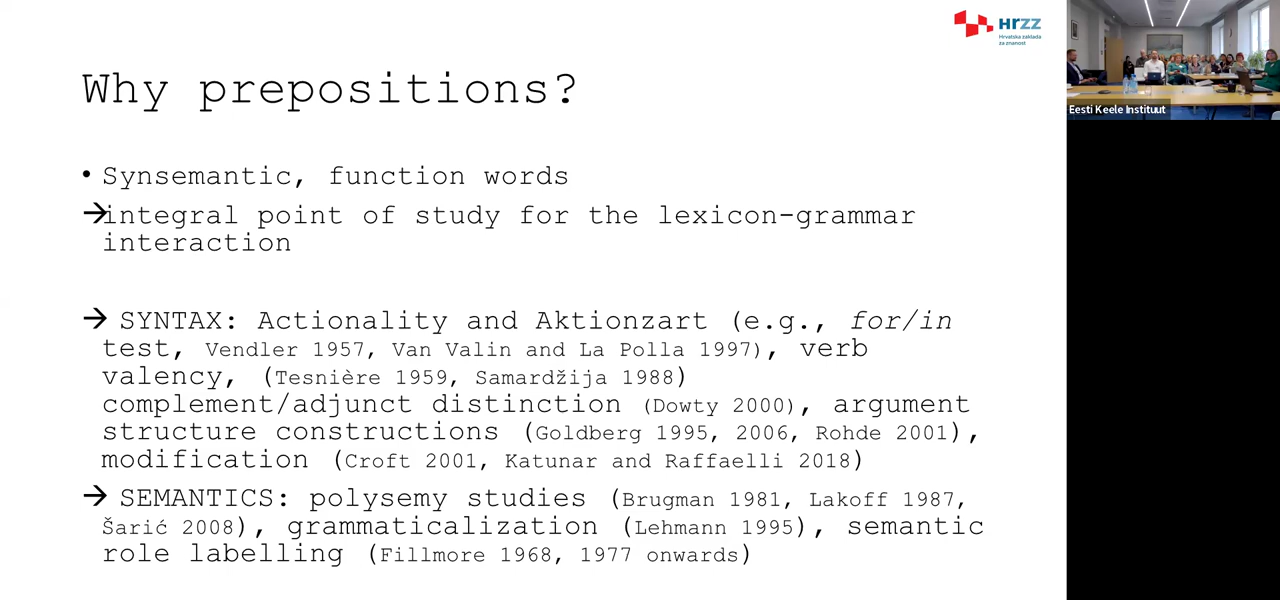 HRZZ
Hrvatska zaklada
za znanost
Eesti Keele Instituut
Why prepositions?
• Synsemantic, function words
→integral point of study for the lexicon-grammar
interaction
→ SYNTAX: Actionality and Aktionzart (e.g., for/in
test, Vendler 1957, Van Valin and La Polla 1997), verb
valency, (Tesnière 1959, Samardžija 1988)
complement/adjunct distinction (Dowty 2000), argument
structure constructions (Goldberg 1995, 2006, Rohde 2001),
modification (Croft 2001, Katunar and Raffaelli 2018)
→ SEMANTICS: polysemy studies (Brugman 1981, Lakoff 1987,
Šarić 2008), grammaticalization (Lehmann 1995), semantic
role labelling (Fillmore 1968, 1977 onwards)